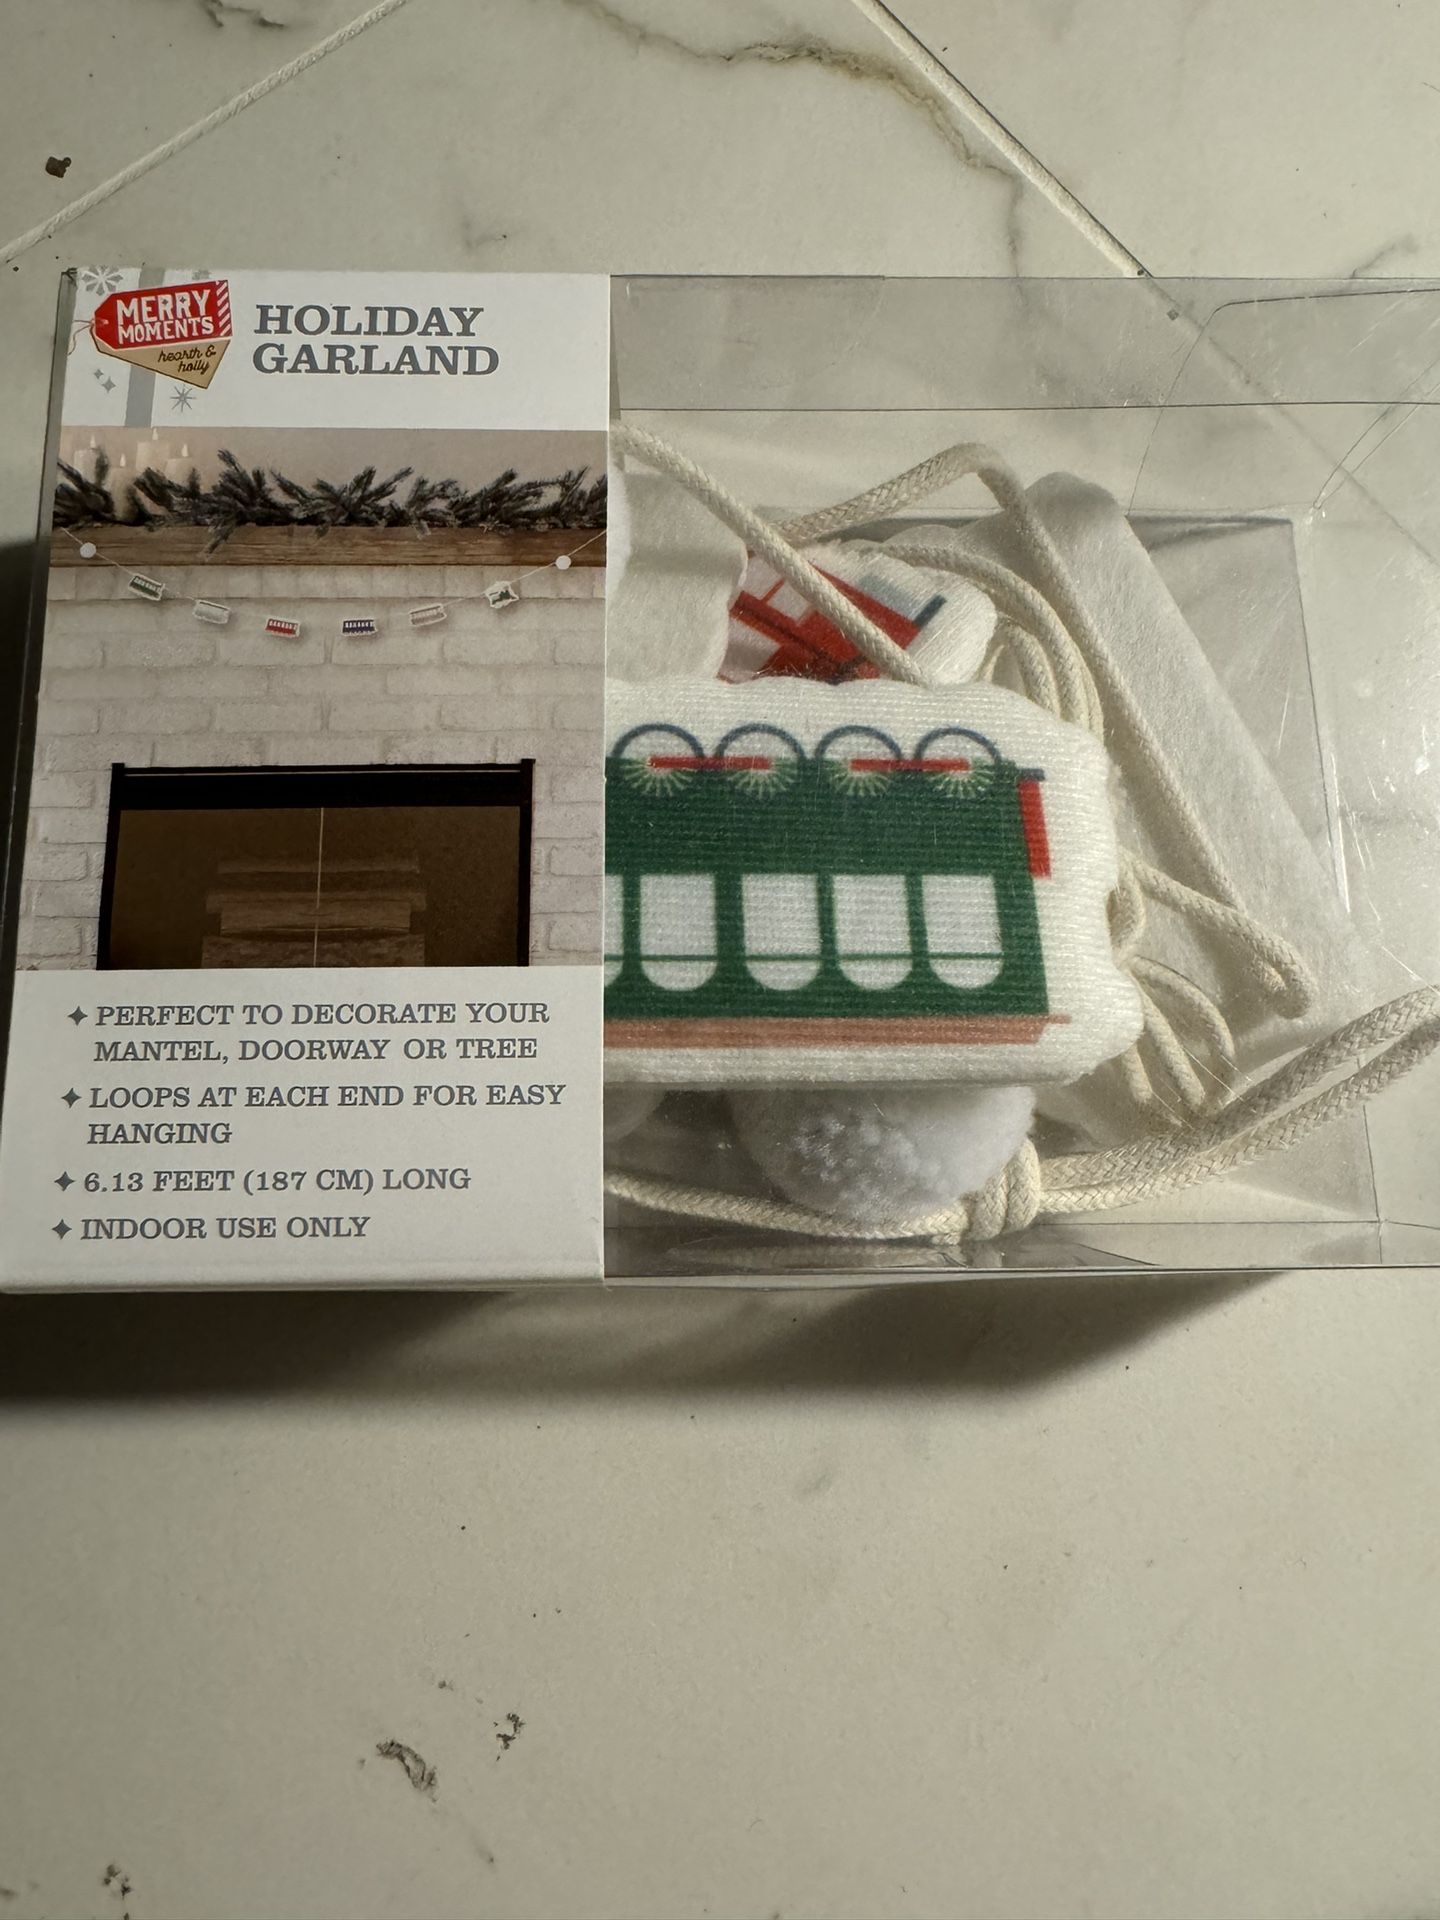 MERRY
MOMENTS
hearth &
holly
HOLIDAY
GARLAND
PERFECT TO DECORATE YOUR
MANTEL, DOORWAY OR TREE
LOOPS AT EACH END FOR EASY
HANGING
6.13 FEET (187 CM) LONG
INDOOR USE ONLY